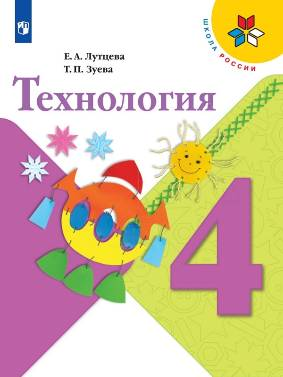 Е. А. Лутцева
Т. П. Зуева
ШКОЛА РОССИИ
Технология
4